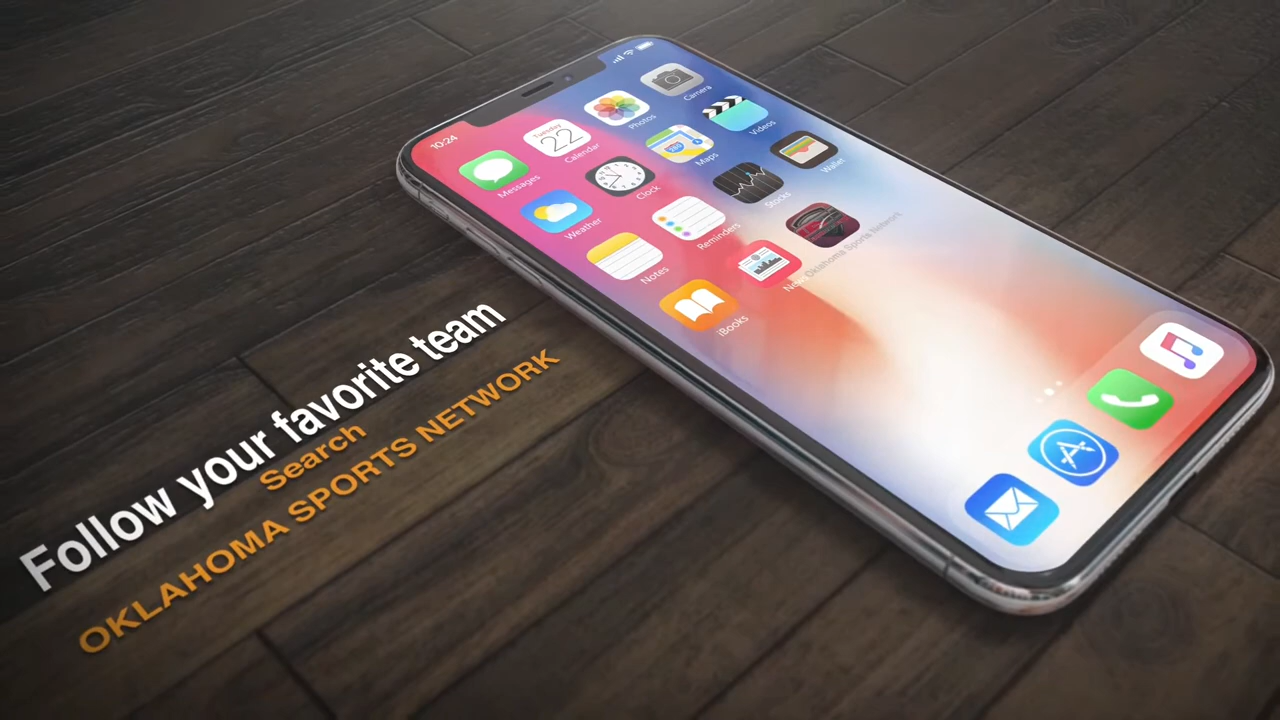 Follow your favorite team
Search
OKLAHOMA SPORTS NETWORK
10:24
Messages
Tuesday
22
Calendar
Photos
Camera
Weather
Clock
280
Maps
Videos
Notes
Reminders
Stocks
Wallet
iBooks
Oklahoma Sports Network